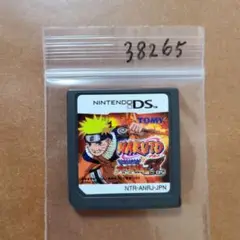 38265
NINTENDO DS
TOMY
NARUTO
NTR-ANRJ-JPN